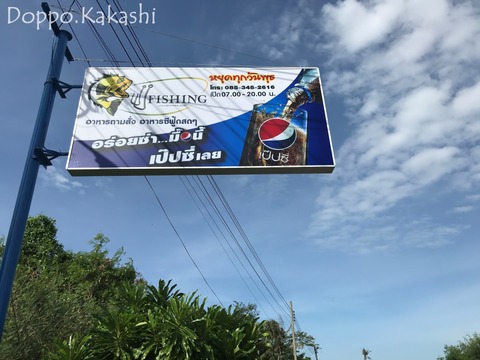 Doppo.Kakashi
FISHING
หยุดทุกวันพุธ
โทร: 088-348-2616
เปิด 07.00 - 20.00 น.
อาหารตามสั่ง อาหารซีฟู้ดสดๆ
อร่อยซ่า...มื้อนี้
เป๊ปซี่เลย
เป๊ปซี่